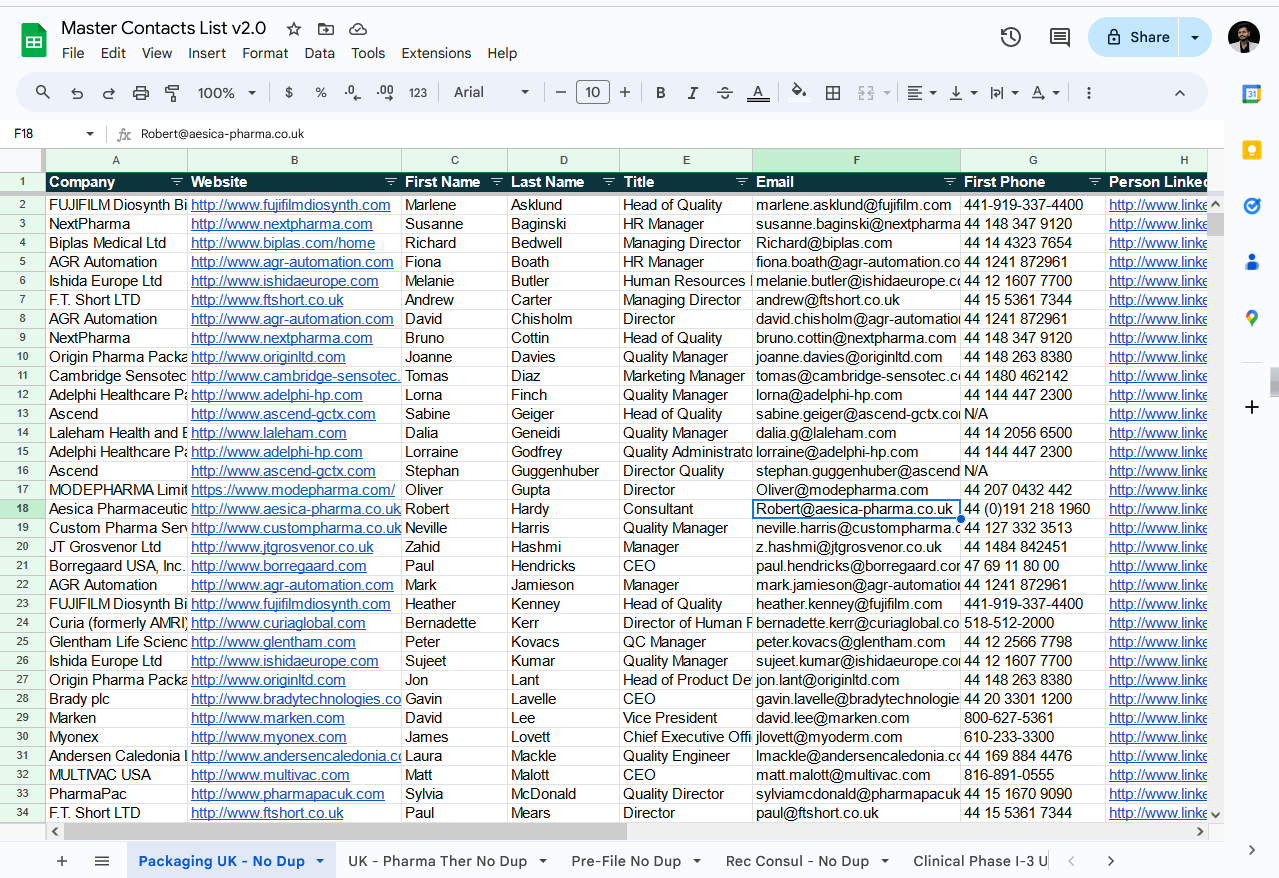 Master Contacts List v2.0
File Edit View Insert Format Data Tools Extensions Help
Share
100% $ % .0 .00 123 Arial 10 B I A
31
F18 fx Robert@aesica-pharma.co.uk
A B C D E F G H
1 Company Website First Name Last Name Title Email First Phone Person Linked
2 FUJIFILM Diosynth Bi http://www.fujifilmdiosynth.com Marlene Asklund Head of Quality marlene.asklund@fujifilm.com 441-919-337-4400 http://www.linke
3 NextPharma http://www.nextpharma.com Susanne Baginski HR Manager susanne.baginski@nextpharma 44 148 347 9120 http://www.linke
4 Biplas Medical Ltd http://www.biplas.com/home Richard Bedwell Managing Director Richard@biplas.com 44 14 4323 7654 http://www.linke
5 AGR Automation http://www.agr-automation.com Fiona Boath HR Manager fiona.boath@agr-automation.co 44 1241 872961 http://www.linke
6 Ishida Europe Ltd http://www.ishidaeurope.com Melanie Butler Human Resources melanie.butler@ishidaeurope.co 44 12 1607 7700 http://www.linke
7 F.T. Short LTD http://www.ftshort.co.uk Andrew Carter Managing Director andrew@ftshort.co.uk 44 15 5361 7344 http://www.linke
8 AGR Automation http://www.agr-automation.com David Chisholm Director david.chisholm@agr-automation 44 1241 872961 http://www.linke
9 NextPharma http://www.nextpharma.com Bruno Cottin Head of Quality bruno.cottin@nextpharma.com 44 148 347 9120 http://www.linke
10 Origin Pharma Packa http://www.originltd.com Joanne Davies Quality Manager joanne.davies@originltd.com 44 148 263 8380 http://www.linke
11 Cambridge Sensotec http://www.cambridge-sensotec. Tomas Diaz Marketing Manager tomas@cambridge-sensotec.co 44 1480 462142 http://www.linke
12 Adelphi Healthcare Pa http://www.adelphi-hp.com Lorna Finch Quality Manager lorna@adelphi-hp.com 44 144 447 2300 http://www.linke
13 Ascend http://www.ascend-gctx.com Sabine Geiger Head of Quality sabine.geiger@ascend-gctx.com N/A http://www.linke
14 Laleham Health and B http://www.laleham.com Dalia Geneidi Quality Manager dalia.g@laleham.com 44 14 2056 6500 http://www.linke
15 Adelphi Healthcare Pa http://www.adelphi-hp.com Lorraine Godfrey Quality Administrato lorraine@adelphi-hp.com 44 144 447 2300 http://www.linke
16 Ascend http://www.ascend-gctx.com Stephan Guggenhuber Director Quality stephan.guggenhuber@ascend N/A http://www.linke
17 MODEPHARMA Limit https://www.modepharma.com/ Oliver Gupta Director Oliver@modepharma.com 44 207 0432 442 http://www.linke
18 Aesica Pharmaceutic http://www.aesica-pharma.co.uk Robert Hardy Consultant Robert@aesica-pharma.co.uk 44 (0)191 218 1960 http://www.linke
19 Custom Pharma Serv http://www.custompharma.co.uk Neville Harris Quality Manager neville.harris@custompharma.c 44 127 332 3513 http://www.linke
20 JT Grosvenor Ltd http://www.jtgrosvenor.co.uk Zahid Hashmi Manager z.hashmi@jtgrosvenor.co.uk 44 1484 842451 http://www.linke
21 Borregaard USA, Inc. http://www.borregaard.com Paul Hendricks CEO paul.hendricks@borregaard.com 47 69 11 80 00 http://www.linke
22 AGR Automation http://www.agr-automation.com Mark Jamieson Manager mark.jamieson@agr-automation 44 1241 872961 http://www.linke
23 FUJIFILM Diosynth Bi http://www.fujifilmdiosynth.com Heather Kenney Head of Quality heather.kenney@fujifilm.com 441-919-337-4400 http://www.linke
24 Curia (formerly AMRI) http://www.curiaglobal.com Bernadette Kerr Director of Human R bernadette.kerr@curiaglobal.co 518-512-2000 http://www.linke
25 Glentham Life Scienc http://www.glentham.com Peter Kovacs QC Manager peter.kovacs@glentham.com 44 12 2566 7798 http://www.linke
26 Ishida Europe Ltd http://www.ishidaeurope.com Sujeet Kumar Quality Manager sujeet.kumar@ishidaeurope.com 44 12 1607 7700 http://www.linke
27 Origin Pharma Packa http://www.originltd.com Jon Lant Head of Product De jon.lant@originltd.com 44 148 263 8380 http://www.linke
28 Brady plc http://www.bradytechnologies.co Gavin Lavelle CEO gavin.lavelle@bradytechnologie 44 20 3301 1200 http://www.linke
29 Marken http://www.marken.com David Lee Vice President david.lee@marken.com 800-627-5361 http://www.linke
30 Myonex http://www.myonex.com James Lovett Chief Executive Offi jlovett@myoderm.com 610-233-3300 http://www.linke
31 Andersen Caledonia http://www.andersencaledonia.co Laura Mackle Quality Engineer lmackle@andersencaledonia.co 44 169 884 4476 http://www.linke
32 MULTIVAC USA http://www.multivac.com Matt Malott CEO matt.malott@multivac.com 816-891-0555 http://www.linke
33 PharmaPac http://www.pharmapacuk.com Sylvia McDonald Quality Director sylviamcdonald@pharmapacuk 44 15 1670 9090 http://www.linke
34 F.T. Short LTD http://www.ftshort.co.uk Paul Mears Director paul@ftshort.co.uk 44 15 5361 7344 http://www.linke
Packaging UK - No Dup UK - Pharma Ther No Dup Pre-File No Dup Rec Consul - No Dup Clinical Phase I-3 U